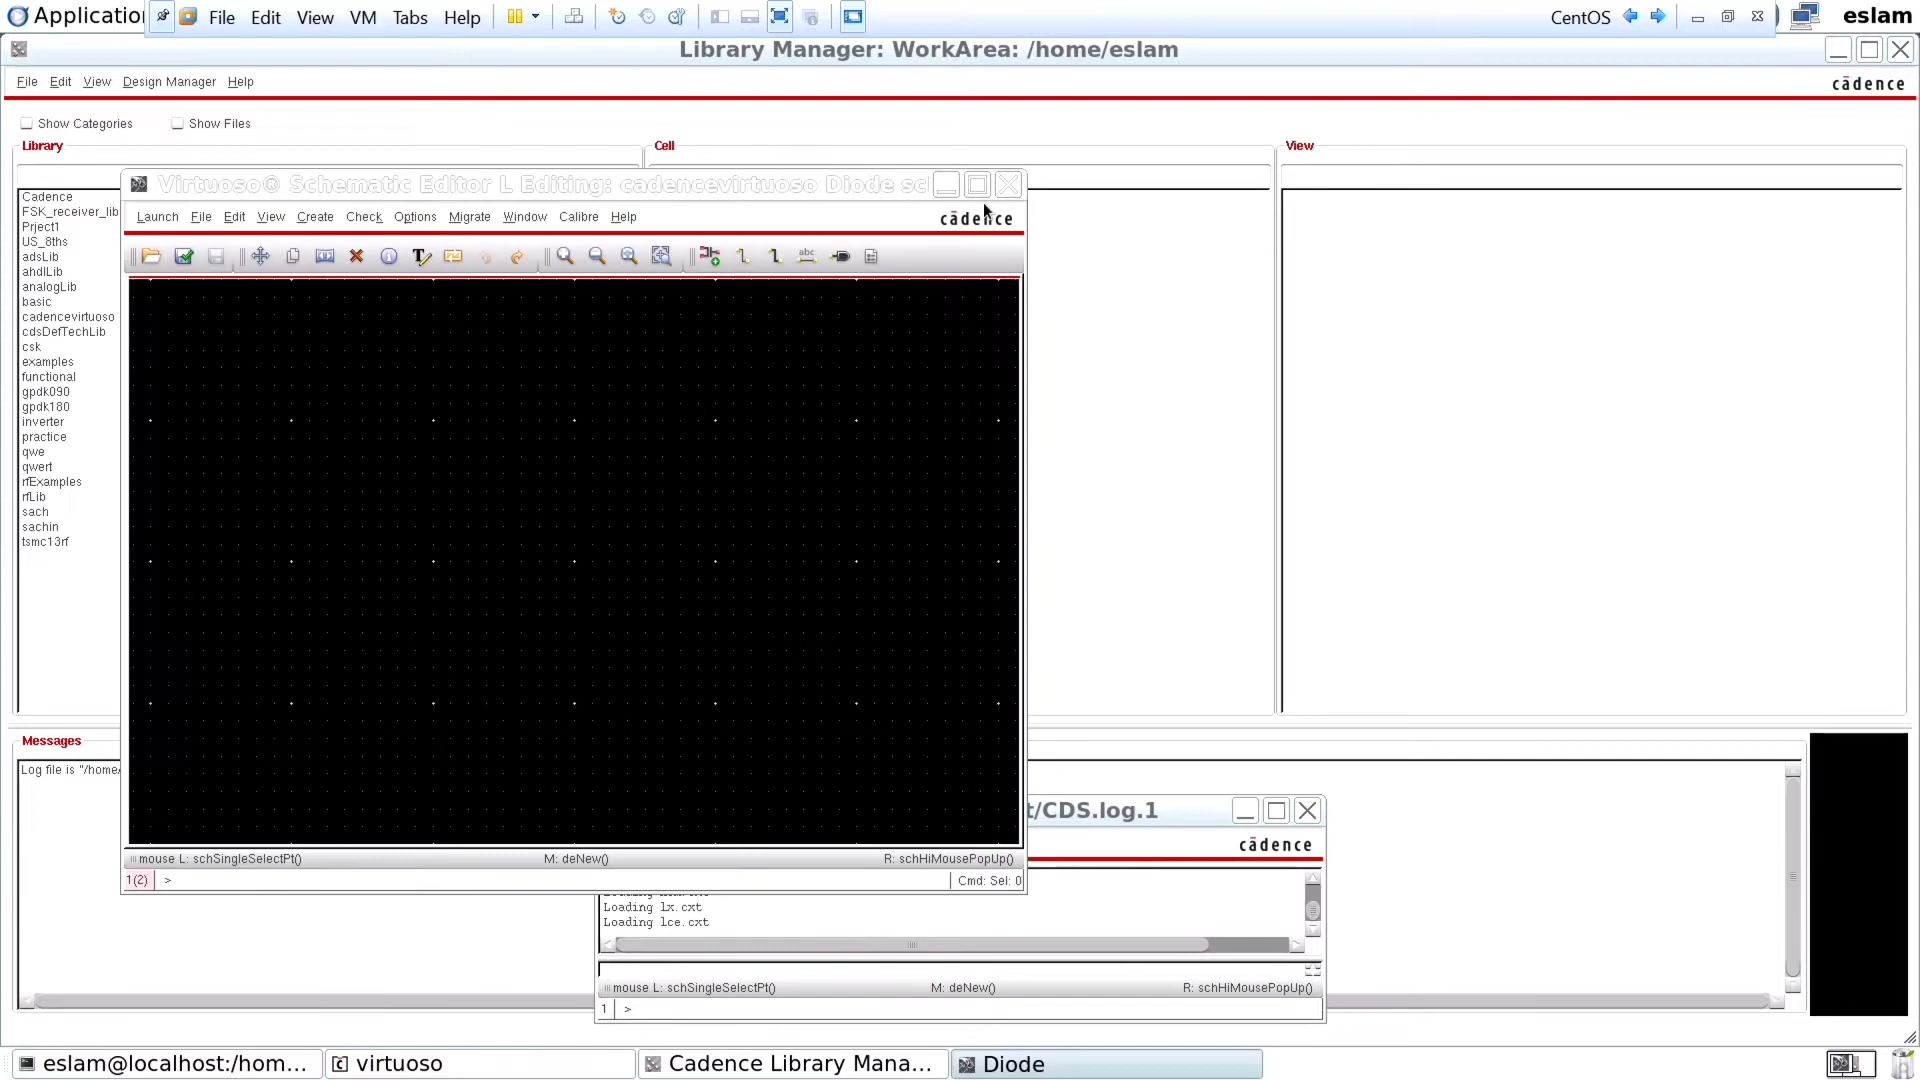 Applicatio
File Edit View VM Tabs Help
CentOS
eslam
Library Manager: WorkArea: /home/eslam
File Edit View Design Manager Help
cādence
Show Categories
Show Files
Library
Cell
View
Cadence
FSK_receiver_lib
Prject1
US_8ths
adsLib
ahdlLib
analogLib
basic
cadencevirtuoso
cdsDefTechLib
csk
examples
functional
gpdk090
gpdk180
inverter
practice
qwe
qwert
rfExamples
rfLib
sach
sachin
tsmc13rf
Virtuoso® Schematic Editor L Editing: cadencevirtuoso Diode sc
Launch File Edit View Create Check Options Migrate Window Calibre Help
cādence
abc
mouse L: schSingleSelectPt()
M: deNew()
R: schHiMousePopUp()
1(2) >
Cmd: Sel: 0
Messages
Log file is "/home/
t/CDS.log.1
cādence
Loading lx.cxt
Loading lce.cxt
mouse L: schSingleSelectPt()
M: deNew()
R: schHiMousePopUp()
1 >
eslam@localhost:/hom...
virtuoso
Cadence Library Mana...
Diode